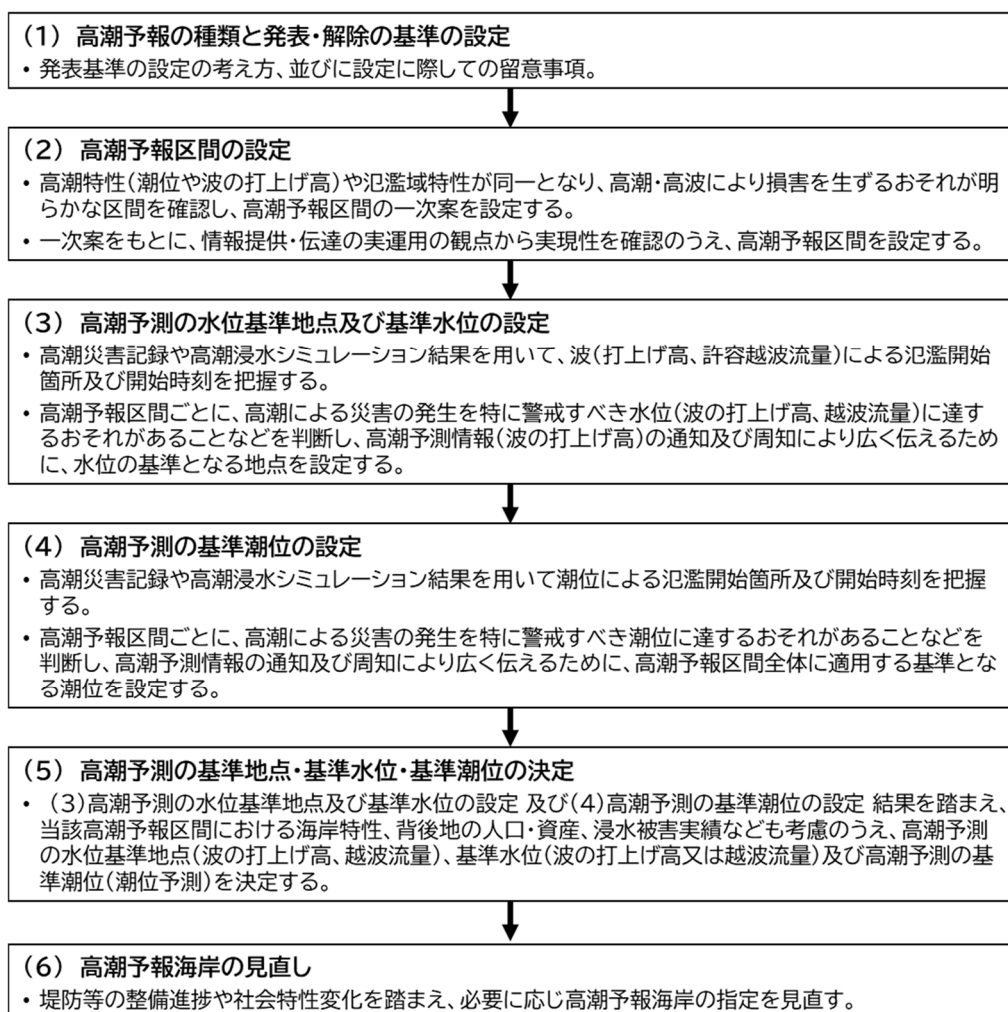 (1) 高潮予報の種類と発表・解除の基準の設定
• 発表基準の設定の考え方、並びに設定に際しての留意事項。
(2) 高潮予報区間の設定
• 高潮特性(潮位や波の打上げ高)や氾濫域特性が同一となり、高潮・高波により損害を生ずるおそれが明
らかな区間を確認し、高潮予報区間の一次案を設定する。
• 一次案をもとに、情報提供・伝達の実運用の観点から実現性を確認のうえ、高潮予報区間を設定する。
(3) 高潮予測の水位基準地点及び基準水位の設定
• 高潮災害記録や高潮浸水シミュレーション結果を用いて、波(打上げ高、許容越波流量)による氾濫開始
箇所及び開始時刻を把握する。
• 高潮予報区間ごとに、高潮による災害の発生を特に警戒すべき水位(波の打上げ高、越波流量)に達す
るおそれがあることなどを判断し、高潮予測情報(波の打上げ高)の通知及び周知により広く伝えるため
に、水位の基準となる地点を設定する。
(4) 高潮予測の基準潮位の設定
• 高潮災害記録や高潮浸水シミュレーション結果を用いて潮位による氾濫開始箇所及び開始時刻を把握
する。
• 高潮予報区間ごとに、高潮による災害の発生を特に警戒すべき潮位に達するおそれがあることなどを
判断し、高潮予測情報の通知及び周知により広く伝えるために、高潮予報区間全体に適用する基準とな
る潮位を設定する。
(5) 高潮予測の基準地点・基準水位・基準潮位の決定
• (3)高潮予測の水位基準地点及び基準水位の設定 及び(4)高潮予測の基準潮位の設定 結果を踏まえ、
当該高潮予報区間における海岸特性、背後地の人口・資産、浸水被害実績なども考慮のうえ、高潮予測
の水位基準地点(波の打上げ高、越波流量)、基準水位(波の打上げ高又は越波流量)及び高潮予測の基
準潮位(潮位予測)を決定する。
(6) 高潮予報海岸の見直し
• 堤防等の整備進捗や社会特性変化を踏まえ、必要に応じ高潮予報海岸の指定を見直す。